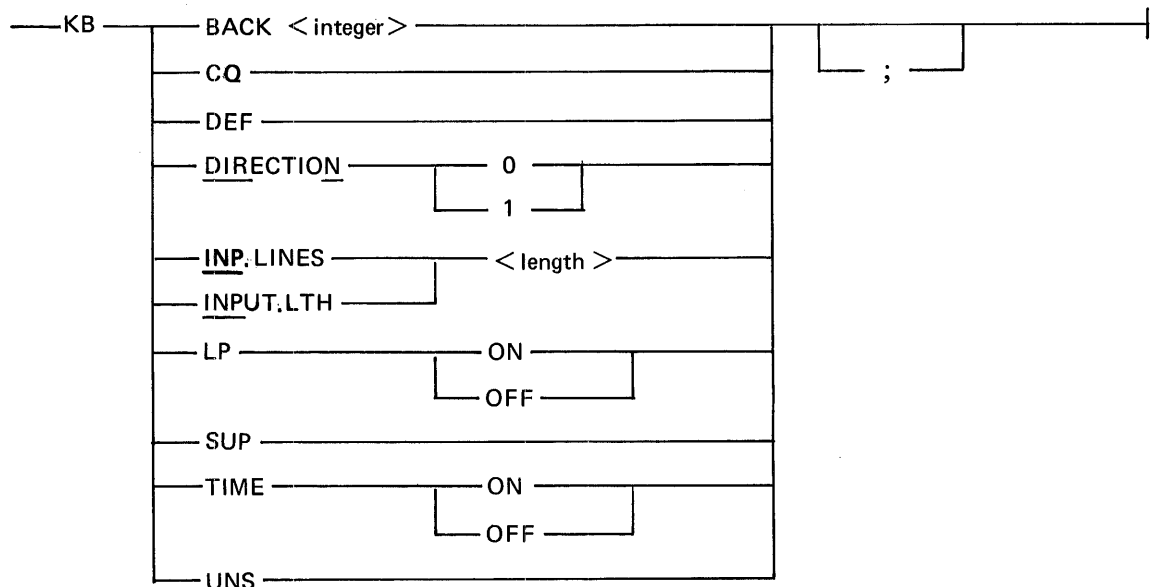 KB BACK <integer>
CQ ;
DEF
DIRECTION 0
1
INP.LINES <length>
INPUT.LTH
LP ON
OFF
SUP
TIME ON
OFF
UNS